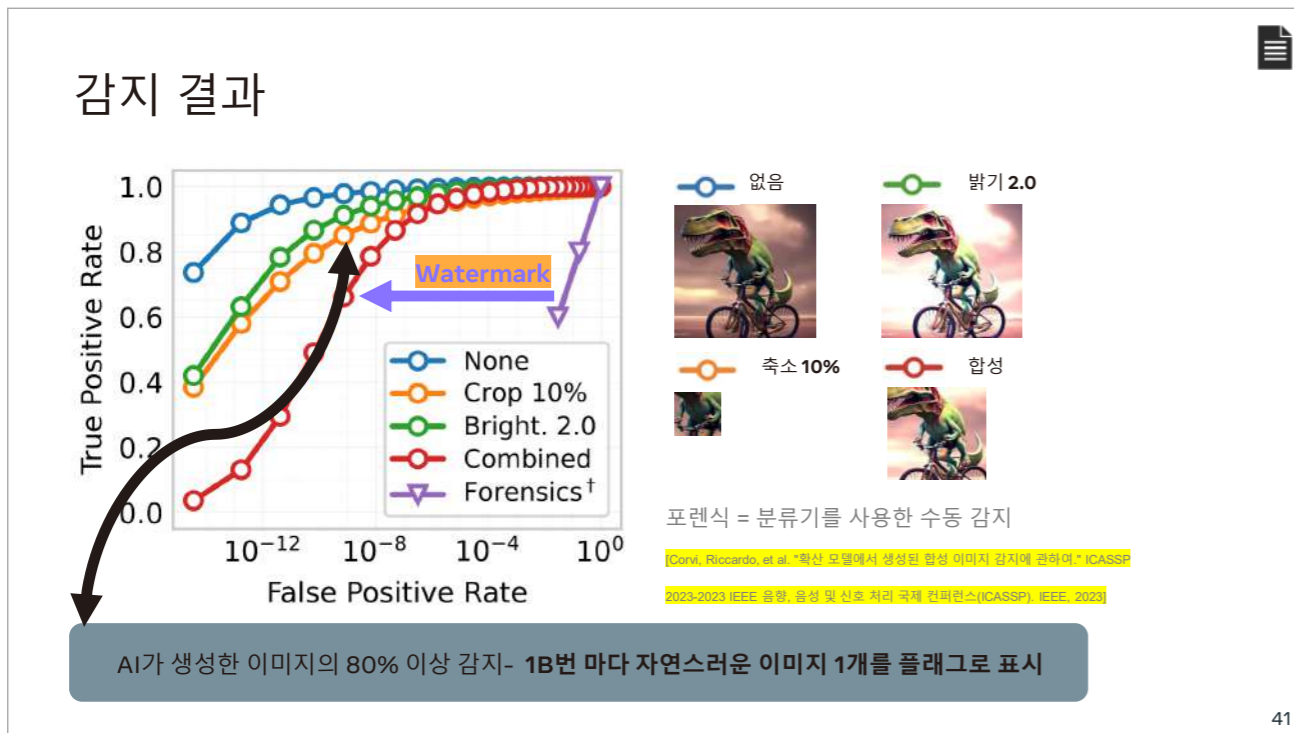 감지 결과
1.0
0.8
0.6
0.4
0.2
0.0
True Positive Rate
Watermark
None
Crop 10%
Bright. 2.0
Combined
Forensics†
10⁻¹² 10⁻⁸ 10⁻⁴ 10⁰
False Positive Rate
없음
밝기 2.0
축소 10%
합성
포렌식 = 분류기를 사용한 수동 감지
[Corvi, Riccardo, et al. "확산 모델에서 생성된 합성 이미지 감지에 관하여." ICASSP
2023-2023 IEEE 음향, 음성 및 신호 처리 국제 컨퍼런스(ICASSP). IEEE, 2023]
AI가 생성한 이미지의 80% 이상 감지- 1B번 마다 자연스러운 이미지 1개를 플래그로 표시
41